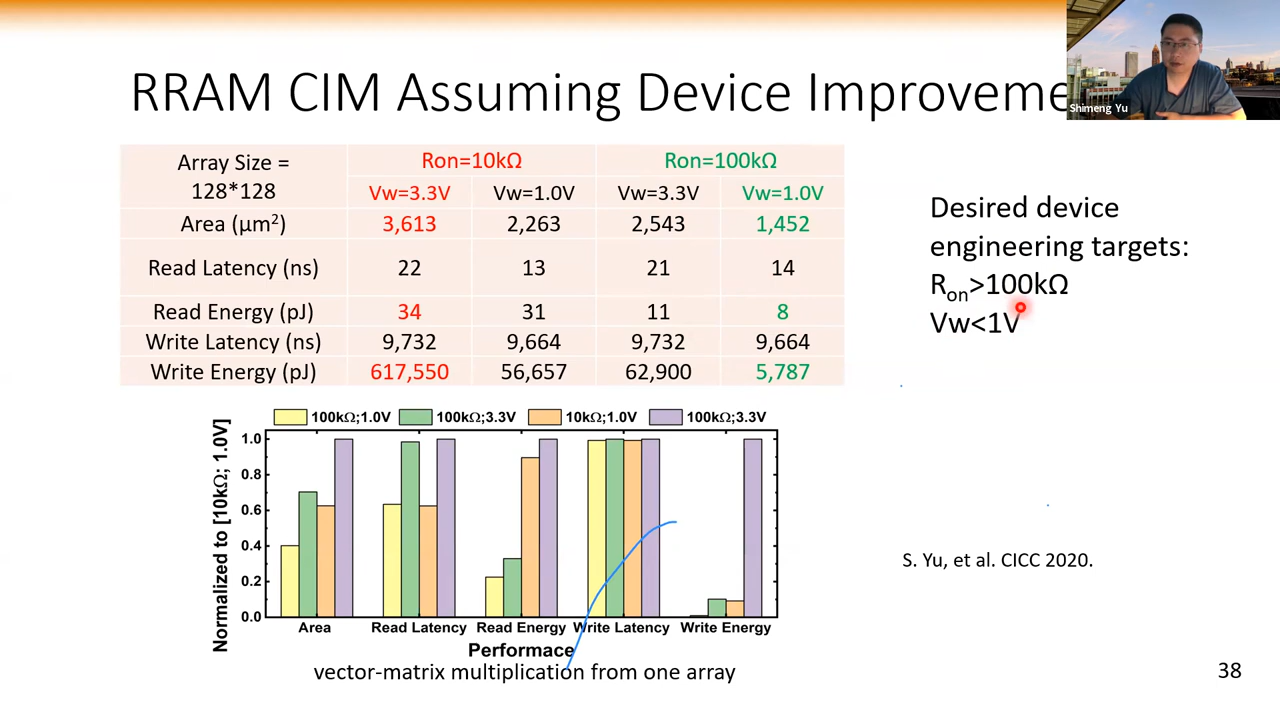 RRAM CIM Assuming Device Improveme
Shimeng Yu
Array Size = 128*128 Ron=10kΩ Ron=100kΩ
Vw=3.3V Vw=1.0V Vw=3.3V Vw=1.0V
Area (µm²) 3,613 2,263 2,543 1,452
Read Latency (ns) 22 13 21 14
Read Energy (pJ) 34 31 11 8
Write Latency (ns) 9,732 9,664 9,732 9,664
Write Energy (pJ) 617,550 56,657 62,900 5,787
Desired device
engineering targets:
Ron>100kΩ
Vw<1V
100kΩ;1.0V 100kΩ;3.3V 10kΩ;1.0V 100kΩ;3.3V
Normalized to [10kΩ; 1.0V]
1.0
0.8
0.6
0.4
0.2
0.0
Area Read Latency Read Energy Write Latency Write Energy
Performace
vector-matrix multiplication from one array
S. Yu, et al. CICC 2020.
38